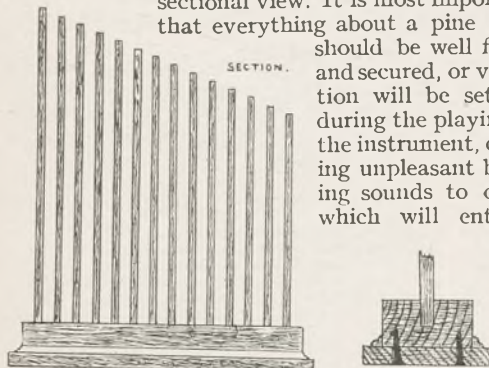 sectional view. It is most impor
that everything about a pine
should be well f
SECTION.
and secured, or v
tion will be set
during the playin
the instrument, c
ing unpleasant b
ing sounds to c
which will ent